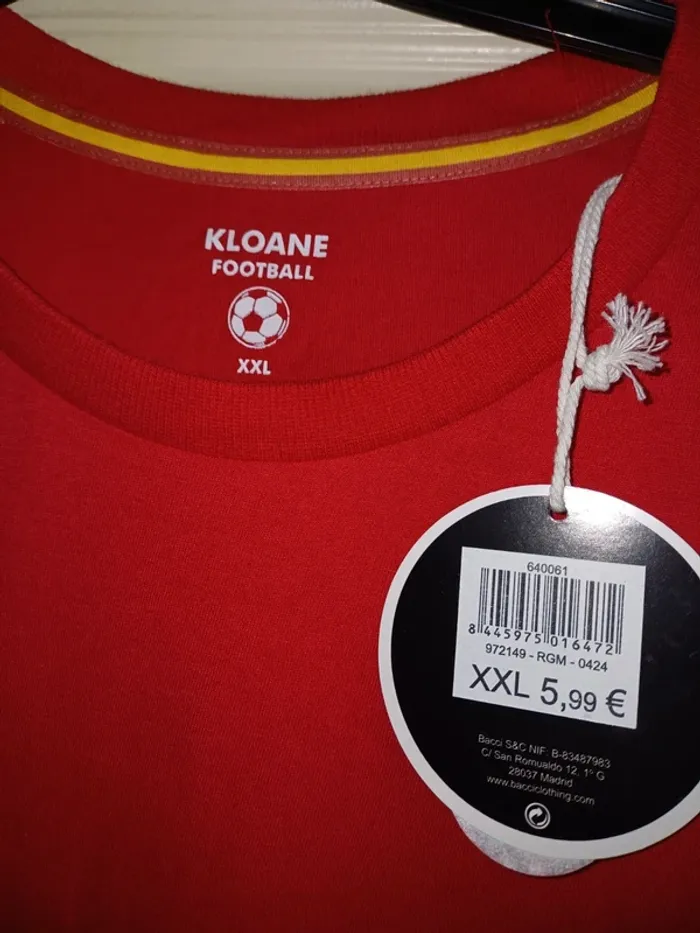 KLOANE
FOOTBALL
XXL
640061
8 445975 016472
972149 - RGM - 0424
XXL 5,99 €
Bacci S&C NIF: B-83487983
C/ San Romualdo 12, 1º G
28037 Madrid
www.bacciclothing.com